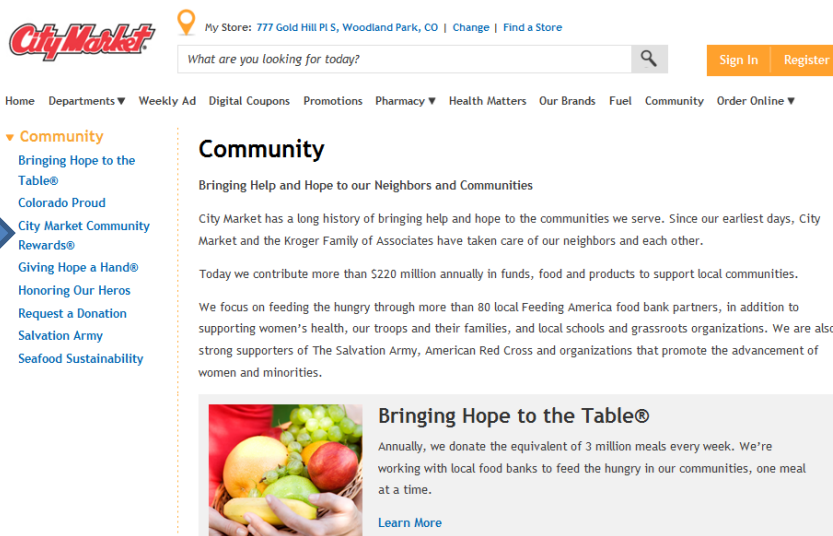 City Market.
My Store: 777 Gold Hill Pl S, Woodland Park, CO | Change | Find a Store
What are you looking for today?
Sign In Register
Home Departments▼ Weekly Ad Digital Coupons Promotions Pharmacy▼ Health Matters Our Brands Fuel Community Order Online▼
Community
Bringing Hope to the
Table®
Colorado Proud
City Market Community
Rewards®
Giving Hope a Hand®
Honoring Our Heros
Request a Donation
Salvation Army
Seafood Sustainability
Community
Bringing Help and Hope to our Neighbors and Communities
City Market has a long history of bringing help and hope to the communities we serve. Since our earliest days, City
Market and the Kroger Family of Associates have taken care of our neighbors and each other.
Today we contribute more than $220 million annually in funds, food and products to support local communities.
We focus on feeding the hungry through more than 80 local Feeding America food bank partners, in addition to
supporting women's health, our troops and their families, and local schools and grassroots organizations. We are also
strong supporters of The Salvation Army, American Red Cross and organizations that promote the advancement of
women and minorities.
Bringing Hope to the Table®
Annually, we donate the equivalent of 3 million meals every week. We're
working with local food banks to feed the hungry in our communities, one meal
at a time.
Learn More